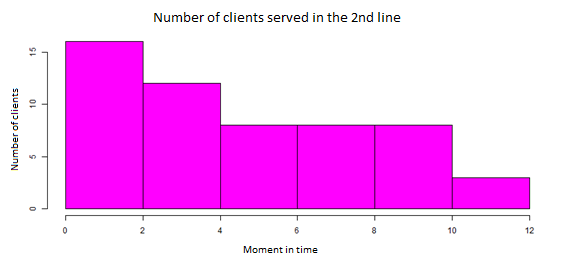 Number of clients served in the 2nd line
15
10
5
0
Number of clients
0 2 4 6 8 10 12
Moment in time